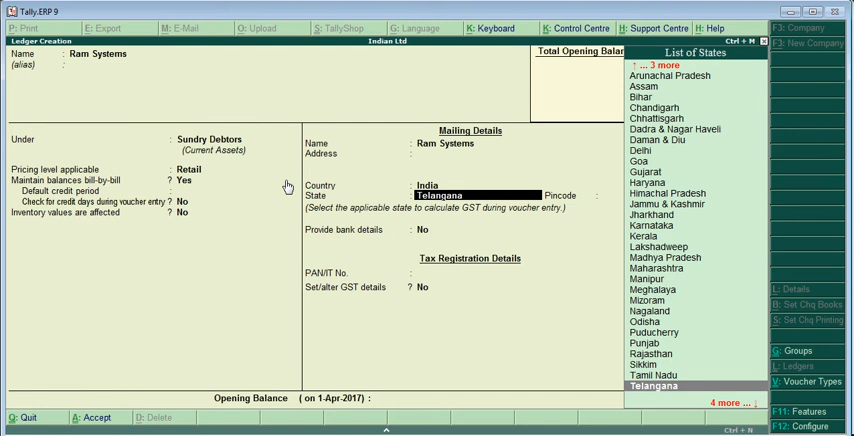 Tally.ERP 9
P: Print E: Export M: E-Mail O: Upload S: TallyShop G: Language K: Keyboard K: Control Centre H: Support Centre H: Help
F3: Company
F3: New Company
Ledger Creation Indian Ltd Ctrl + M
Name : Ram Systems
(alias) :
Total Opening Balan
Under : Sundry Debtors
(Current Assets)
Pricing level applicable : Retail
Maintain balances bill-by-bill ? Yes
Default credit period :
Check for credit days during voucher entry ? No
Inventory values are affected ? No
Mailing Details
Name : Ram Systems
Address :
Country : India
State : Telangana Pincode :
(Select the applicable state to calculate GST during voucher entry.)
Provide bank details : No
Tax Registration Details
PAN/IT No. :
Set/alter GST details ? No
Opening Balance ( on 1-Apr-2017) :
List of States
↑ ... 3 more
Arunachal Pradesh
Assam
Bihar
Chandigarh
Chhattisgarh
Dadra & Nagar Haveli
Daman & Diu
Delhi
Goa
Gujarat
Haryana
Himachal Pradesh
Jammu & Kashmir
Jharkhand
Karnataka
Kerala
Lakshadweep
Madhya Pradesh
Maharashtra
Manipur
Meghalaya
Mizoram
Nagaland
Odisha
Puducherry
Punjab
Rajasthan
Sikkim
Tamil Nadu
Telangana
4 more ... ↓
L: Details
B: Set Chq Books
S: Set Chq Printing
G: Groups
L: Ledgers
V: Voucher Types
F11: Features
F12: Configure
Q: Quit A: Accept D: Delete
Ctrl + N